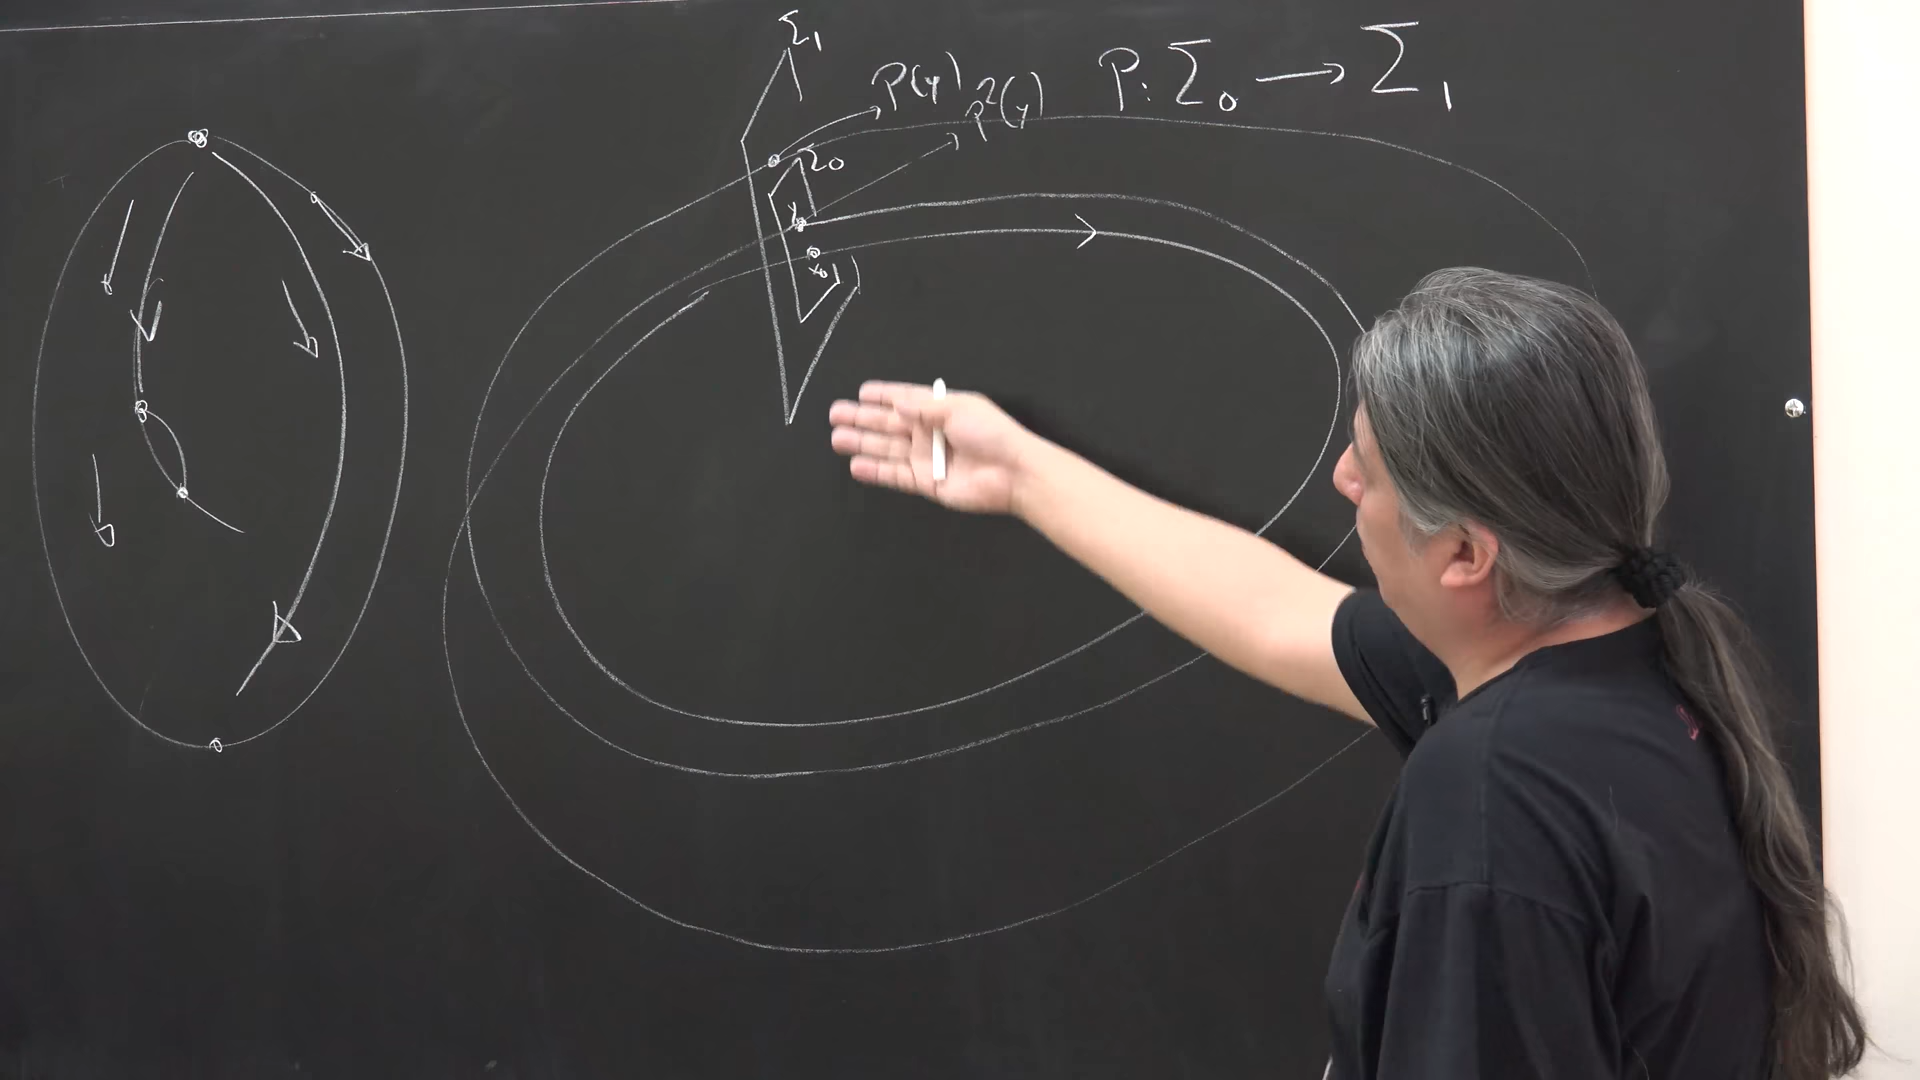 Σ₁
P(y)
P²(y)
P: Σ₀ → Σ₁
Σ₀
y
x₀